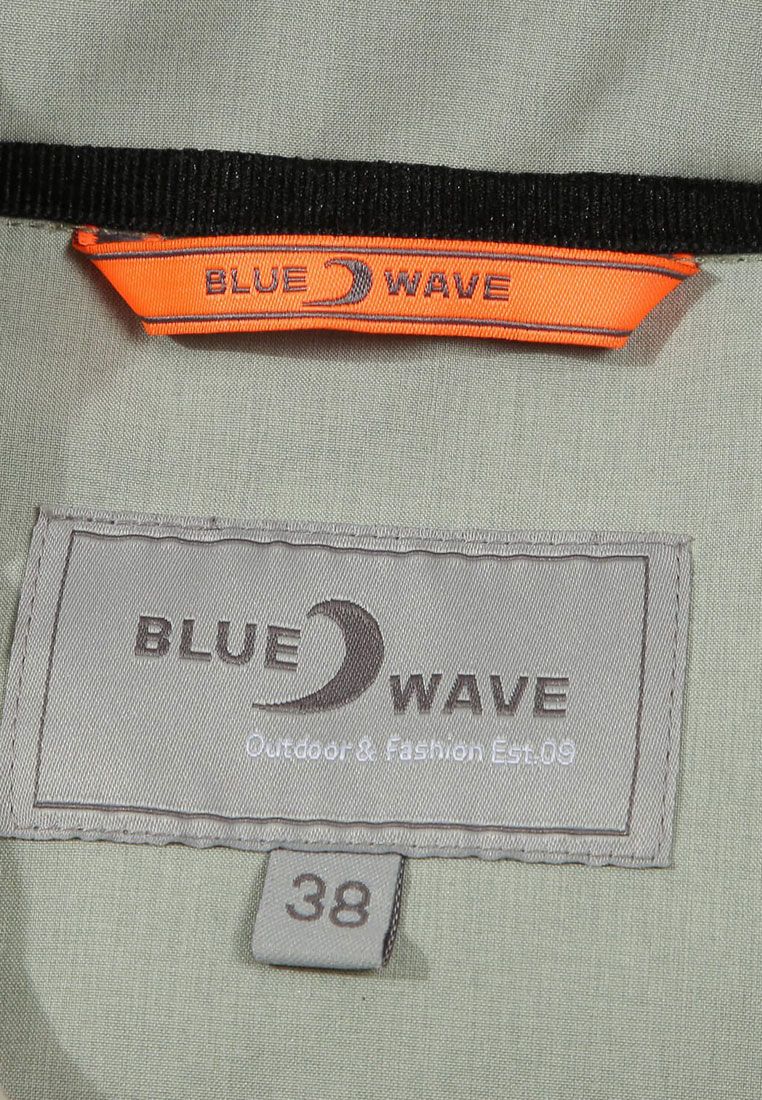 BLUE WAVE
BLUE WAVE
Outdoor & Fashion Est.09
38